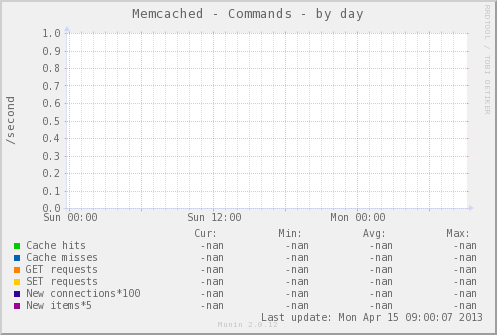 Memcached - Commands - by day
RRDTOOL / TOBI OETIKER
/second
1.0
0.9
0.8
0.7
0.6
0.5
0.4
0.3
0.2
0.1
0.0
Sun 00:00 Sun 12:00 Mon 00:00
Cur: Min: Avg: Max:
Cache hits -nan -nan -nan -nan
Cache misses -nan -nan -nan -nan
GET requests -nan -nan -nan -nan
SET requests -nan -nan -nan -nan
New connections*100 -nan -nan -nan -nan
New items*5 -nan -nan -nan -nan
Last update: Mon Apr 15 09:00:07 2013
Munin 2.0.12